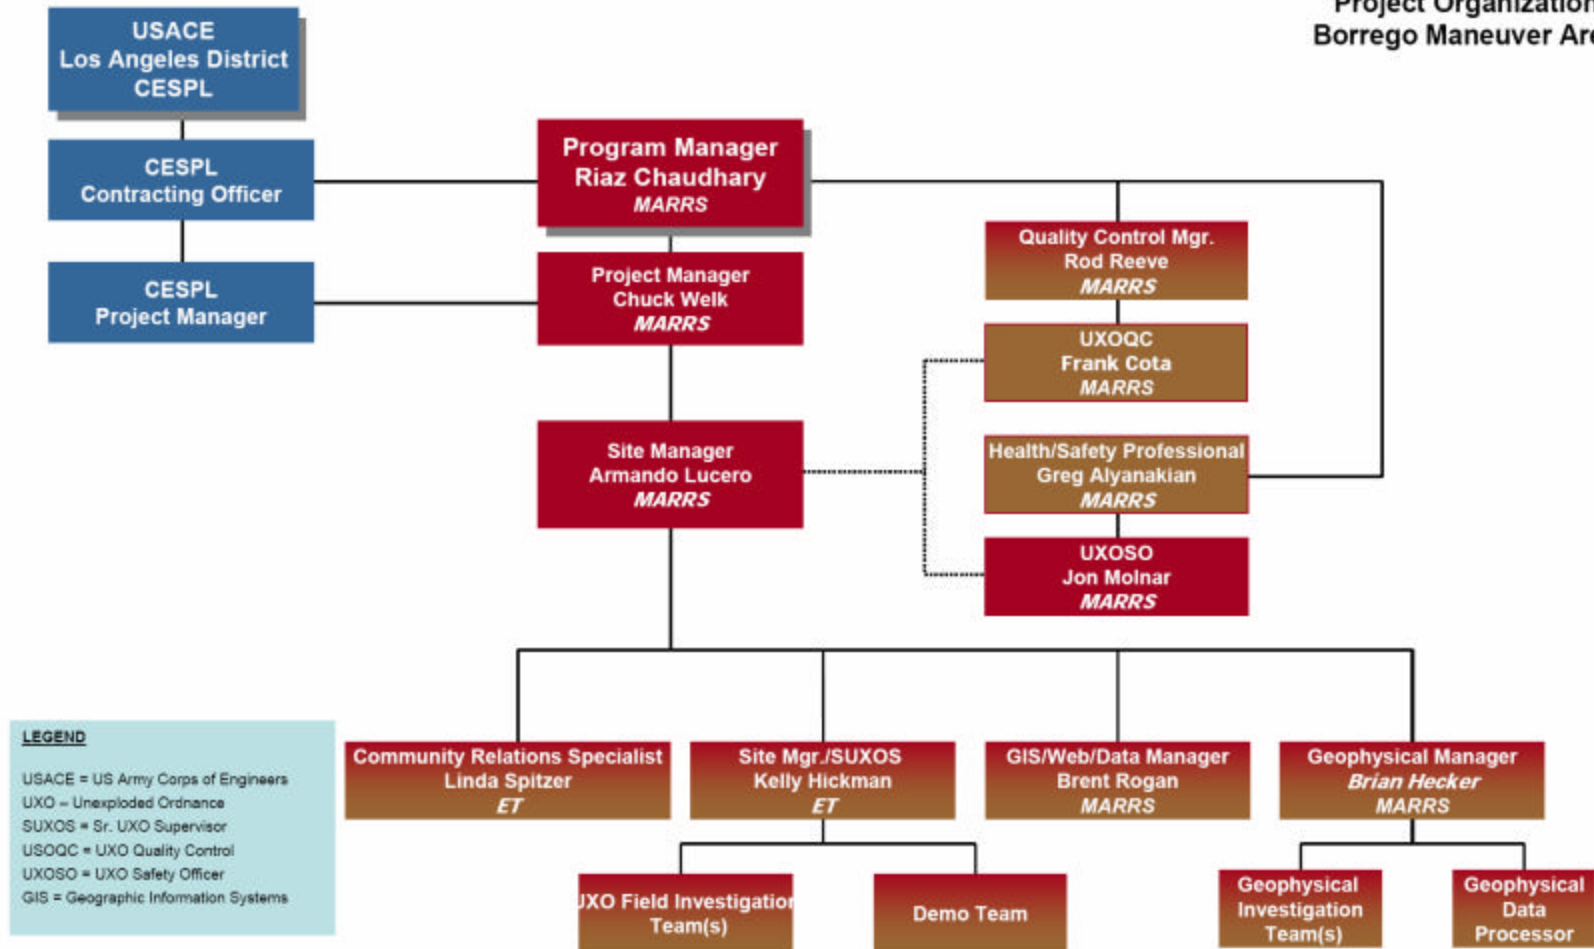 Project Organization
Borrego Maneuver Are
USACE
Los Angeles District
CESPL
CESPL
Contracting Officer
CESPL
Project Manager
Program Manager
Riaz Chaudhary
MARRS
Project Manager
Chuck Welk
MARRS
Site Manager
Armando Lucero
MARRS
Quality Control Mgr.
Rod Reeve
MARRS
UXOQC
Frank Cota
MARRS
Health/Safety Professional
Greg Alyanakian
MARRS
UXOSO
Jon Molnar
MARRS
Community Relations Specialist
Linda Spitzer
ET
Site Mgr./SUXOS
Kelly Hickman
ET
GIS/Web/Data Manager
Brent Rogan
MARRS
Geophysical Manager
Brian Hecker
MARRS
UXO Field Investigation
Team(s)
Demo Team
Geophysical
Investigation
Team(s)
Geophysical
Data
Processor
LEGEND
USACE = US Army Corps of Engineers
UXO – Unexploded Ordnance
SUXOS = Sr. UXO Supervisor
USOQC = UXO Quality Control
UXOSO = UXO Safety Officer
GIS = Geographic Information Systems